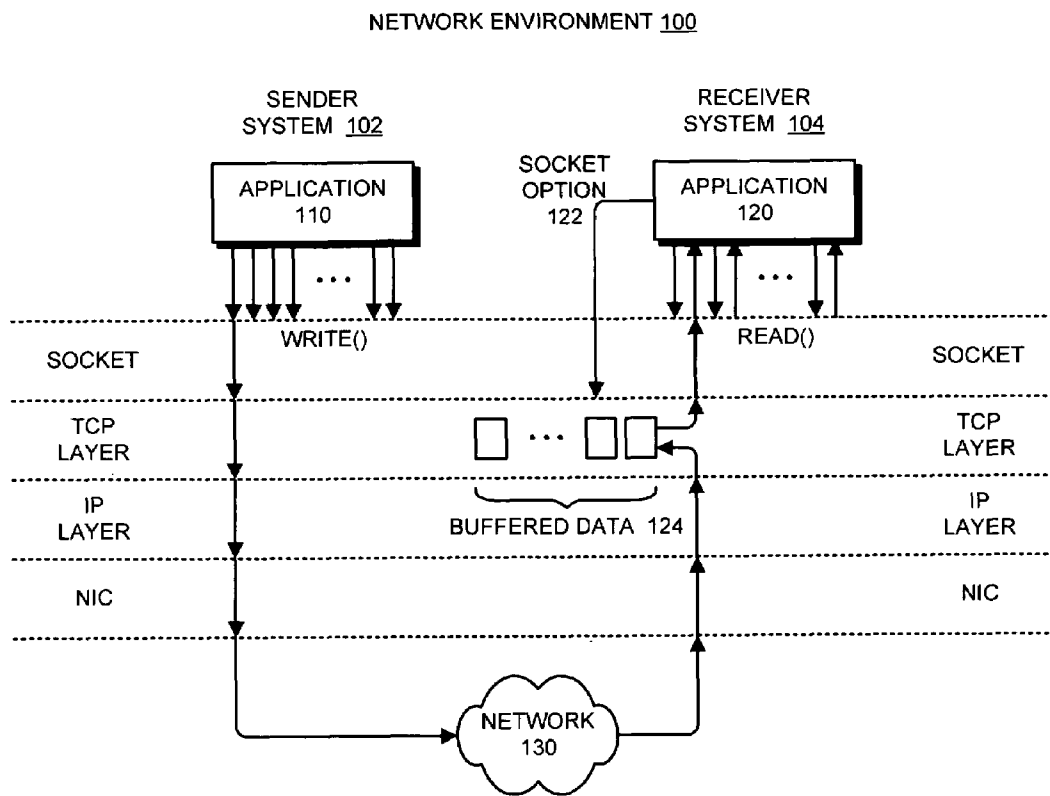 NETWORK ENVIRONMENT 100
SENDER
SYSTEM 102
RECEIVER
SYSTEM 104
APPLICATION
110
SOCKET
OPTION
122
APPLICATION
120
...
...
WRITE()
READ()
SOCKET
SOCKET
TCP
LAYER
...
TCP
LAYER
IP
LAYER
BUFFERED DATA 124
IP
LAYER
NIC
NIC
NETWORK
130